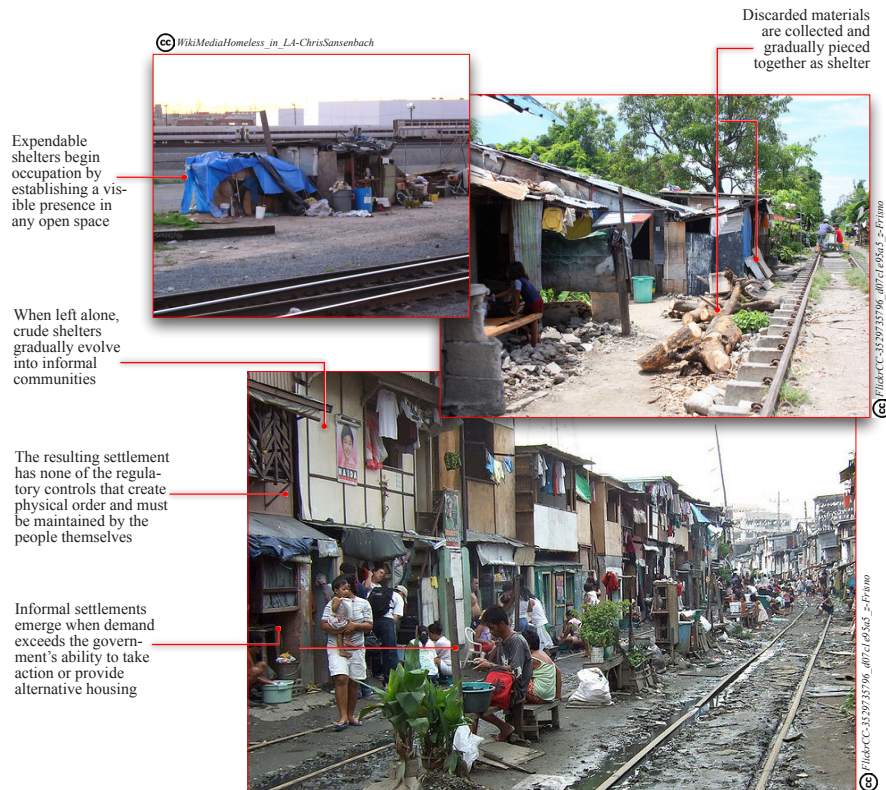 WikiMediaHomeless_in_LA-ChrisSansenbach
Discarded materials
are collected and
gradually pieced
together as shelter
Expendable
shelters begin
occupation by
establishing a vis-
ible presence in
any open space
FlickrCC-3529735796_d07c1e95a5_z-Frisno
When left alone,
crude shelters
gradually evolve
into informal
communities
The resulting settlement
has none of the regula-
tory controls that create
physical order and must
be maintained by the
people themselves
Informal settlements
emerge when demand
exceeds the govern-
ment's ability to take
action or provide
alternative housing
FlickrCC-3529735796_d07c1e95a5_z-Frisno
cc
cc
cc